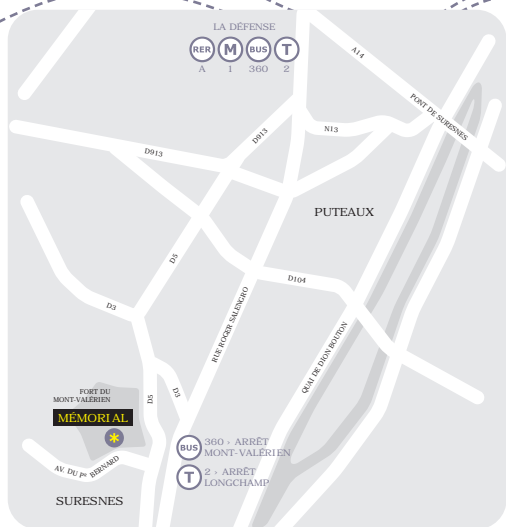 LA DÉFENSE
RER M BUS T
A 1 360 2
A14
PONT DE SURESNES
N13
D913
D913
PUTEAUX
D5
D104
D3
RUE ROGER SALENGRO
QUAI DE DION BOUTON
D3
D5
FORT DU
MONT-VALÉRIEN
MÉMORIAL
*
AV. DU Pr BERNARD
BUS 360 › ARRÊT
MONT-VALÉRIEN
T 2 › ARRÊT
LONGCHAMP
SURESNES